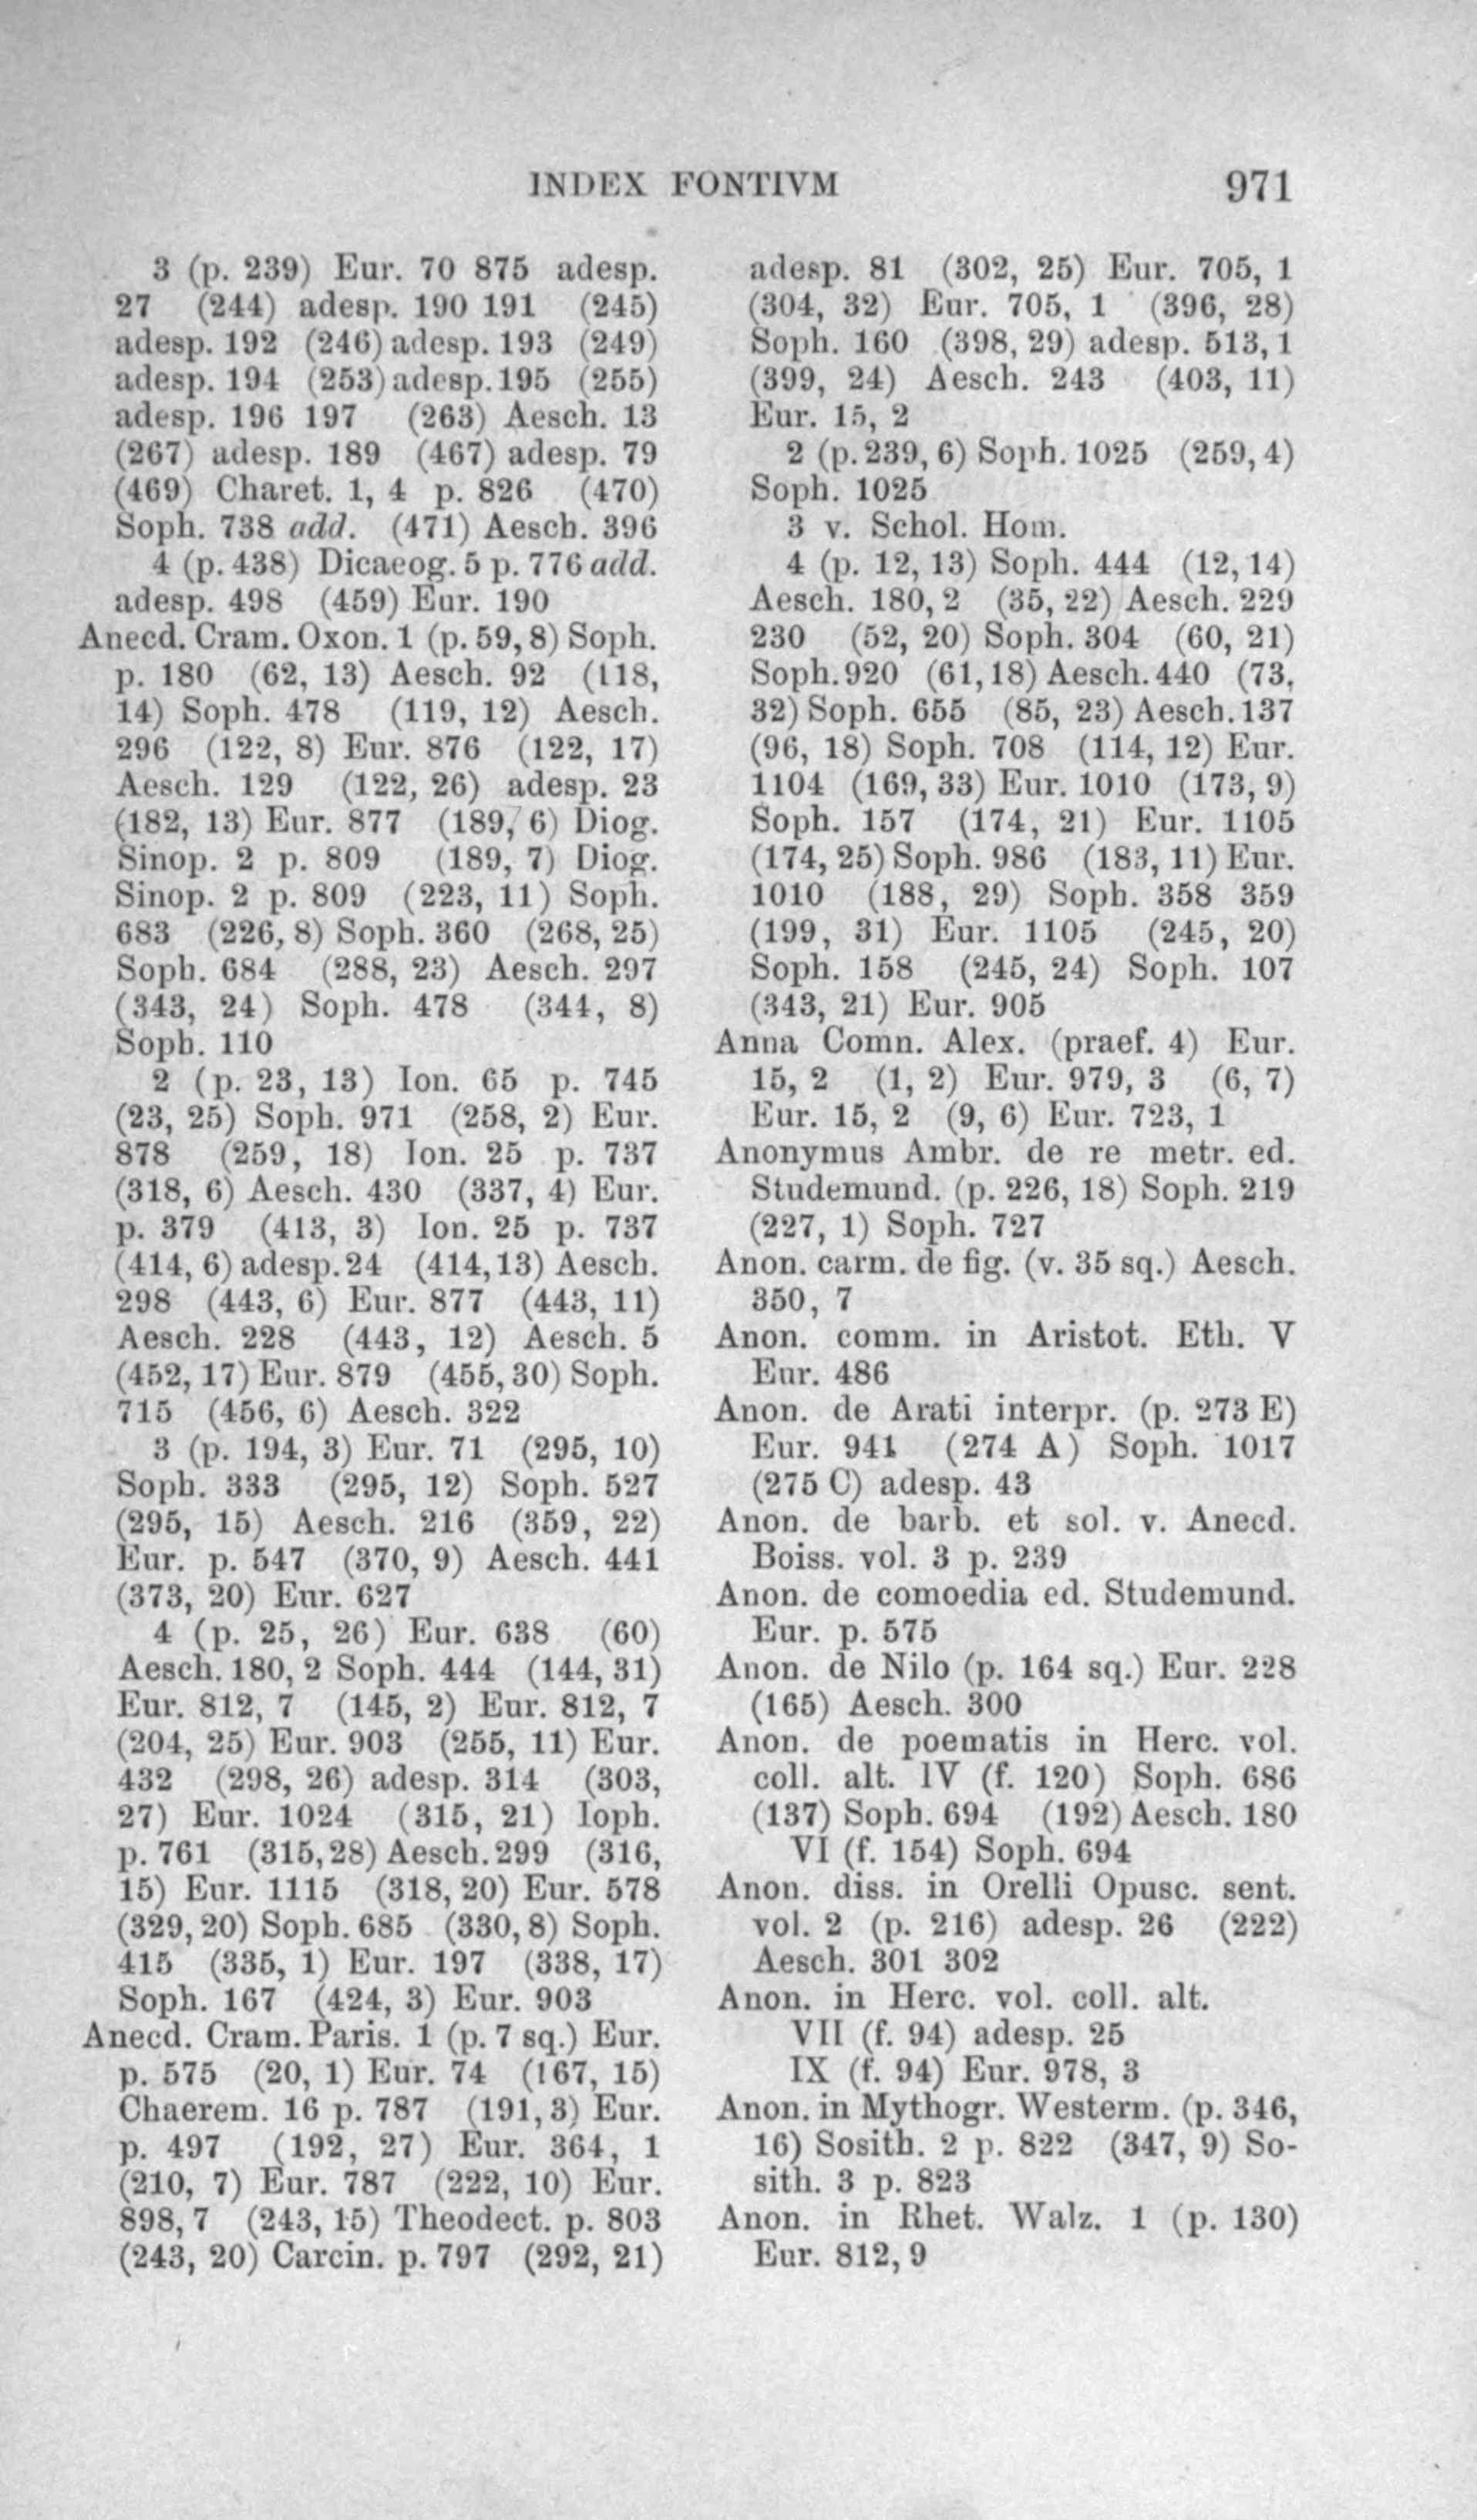 INDEX FONTIVM 971
3 (p. 239) Eur. 70 875 adesp.
27 (244) adesp. 190 191 (245)
adesp. 192 (246) adesp. 193 (249)
adesp. 194 (253) adesp. 195 (255)
adesp. 196 197 (263) Aesch. 13
(267) adesp. 189 (467) adesp. 79
(469) Charet. 1, 4 p. 826 (470)
Soph. 738 add. (471) Aesch. 396
4 (p. 438) Dicaeog. 5 p. 776 add.
adesp. 498 (459) Eur. 190
Anecd. Cram. Oxon. 1 (p. 59, 8) Soph.
p. 180 (62, 13) Aesch. 92 (118,
14) Soph. 478 (119, 12) Aesch.
296 (122, 8) Eur. 876 (122, 17)
Aesch. 129 (122, 26) adesp. 23
(182, 13) Eur. 877 (189, 6) Diog.
Sinop. 2 p. 809 (189, 7) Diog.
Sinop. 2 p. 809 (223, 11) Soph.
683 (226, 8) Soph. 360 (268, 25)
Soph. 684 (288, 23) Aesch. 297
(343, 24) Soph. 478 (344, 8)
Soph. 110
2 (p. 23, 13) Ion. 65 p. 745
(23, 25) Soph. 971 (258, 2) Eur.
878 (259, 18) Ion. 25 p. 737
(318, 6) Aesch. 430 (337, 4) Eur.
p. 379 (413, 3) Ion. 25 p. 737
(414, 6) adesp. 24 (414, 13) Aesch.
298 (443, 6) Eur. 877 (443, 11)
Aesch. 228 (443, 12) Aesch. 5
(452, 17) Eur. 879 (455, 30) Soph.
715 (456, 6) Aesch. 322
3 (p. 194, 3) Eur. 71 (295, 10)
Soph. 333 (295, 12) Soph. 527
(295, 15) Aesch. 216 (359, 22)
Eur. p. 547 (370, 9) Aesch. 441
(373, 20) Eur. 627
4 (p. 25, 26) Eur. 638 (60)
Aesch. 180, 2 Soph. 444 (144, 31)
Eur. 812, 7 (145, 2) Eur. 812, 7
(204, 25) Eur. 903 (255, 11) Eur.
432 (298, 26) adesp. 314 (303,
27) Eur. 1024 (315, 21) Ioph.
p. 761 (315, 28) Aesch. 299 (316,
15) Eur. 1115 (318, 20) Eur. 578
(329, 20) Soph. 685 (330, 8) Soph.
415 (335, 1) Eur. 197 (338, 17)
Soph. 167 (424, 3) Eur. 903
Anecd. Cram. Paris. 1 (p. 7 sq.) Eur.
p. 575 (20, 1) Eur. 74 (167, 15)
Chaerem. 16 p. 787 (191, 3) Eur.
p. 497 (192, 27) Eur. 364, 1
(210, 7) Eur. 787 (222, 10) Eur.
898, 7 (243, 15) Theodect. p. 803
(243, 20) Carcin. p. 797 (292, 21)
adesp. 81 (302, 25) Eur. 705, 1
(304, 32) Eur. 705, 1 (396, 28)
Soph. 160 (398, 29) adesp. 513, 1
(399, 24) Aesch. 243 (403, 11)
Eur. 15, 2
2 (p. 239, 6) Soph. 1025 (259, 4)
Soph. 1025
3 v. Schol. Hom.
4 (p. 12, 13) Soph. 444 (12, 14)
Aesch. 180, 2 (35, 22) Aesch. 229
230 (52, 20) Soph. 304 (60, 21)
Soph. 920 (61, 18) Aesch. 440 (73,
32) Soph. 655 (85, 23) Aesch. 137
(96, 18) Soph. 708 (114, 12) Eur.
1104 (169, 33) Eur. 1010 (173, 9)
Soph. 157 (174, 21) Eur. 1105
(174, 25) Soph. 986 (183, 11) Eur.
1010 (188, 29) Soph. 358 359
(199, 31) Eur. 1105 (245, 20)
Soph. 158 (245, 24) Soph. 107
(343, 21) Eur. 905
Anna Comn. Alex. (praef. 4) Eur.
15, 2 (1, 2) Eur. 979, 3 (6, 7)
Eur. 15, 2 (9, 6) Eur. 723, 1
Anonymus Ambr. de re metr. ed.
Studemund. (p. 226, 18) Soph. 219
(227, 1) Soph. 727
Anon. carm. de fig. (v. 35 sq.) Aesch.
350, 7
Anon. comm. in Aristot. Eth. V
Eur. 486
Anon. de Arati interpr. (p. 273 E)
Eur. 941 (274 A) Soph. 1017
(275 C) adesp. 43
Anon. de barb. et sol. v. Anecd.
Boiss. vol. 3 p. 239
Anon. de comoedia ed. Studemund.
Eur. p. 575
Anon. de Nilo (p. 164 sq.) Eur. 228
(165) Aesch. 300
Anon. de poematis in Herc. vol.
coll. alt. IV (f. 120) Soph. 686
(137) Soph. 694 (192) Aesch. 180
VI (f. 154) Soph. 694
Anon. diss. in Orelli Opusc. sent.
vol. 2 (p. 216) adesp. 26 (222)
Aesch. 301 302
Anon. in Herc. vol. coll. alt.
VII (f. 94) adesp. 25
IX (f. 94) Eur. 978, 3
Anon. in Mythogr. Westerm. (p. 346,
16) Sosith. 2 p. 822 (347, 9) So-
sith. 3 p. 823
Anon. in Rhet. Walz. 1 (p. 130)
Eur. 812, 9